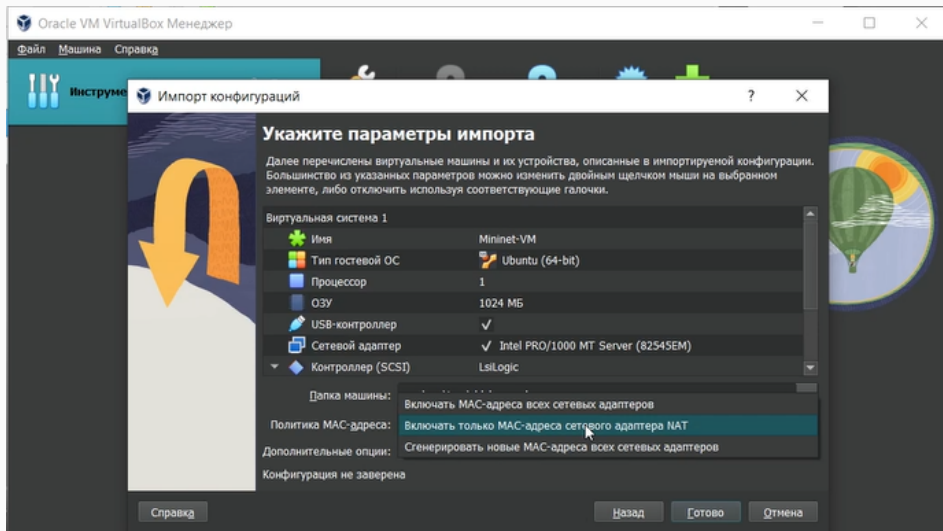 Oracle VM VirtualBox Менеджер
Файл Машина Справка
Инструме
Импорт конфигураций ?
Укажите параметры импорта
Далее перечислены виртуальные машины и их устройства, описанные в импортируемой конфигурации.
Большинство из указанных параметров можно изменить двойным щелчком мыши на выбранном
элементе, либо отключить используя соответствующие галочки.
Виртуальная система 1
Имя Mininet-VM
Тип гостевой ОС Ubuntu (64-bit)
Процессор 1
ОЗУ 1024 МБ
USB-контроллер ✓
Сетевой адаптер ✓ Intel PRO/1000 MT Server (82545EM)
Контроллер (SCSI) LsiLogic
Папка машины:
Включать MAC-адреса всех сетевых адаптеров
Политика MAC-адреса: Включать только MAC-адреса сетевого адаптера NAT
Сгенерировать новые MAC-адреса всех сетевых адаптеров
Дополнительные опции:
Конфигурация не заверена
Справка Назад Готово Отмена